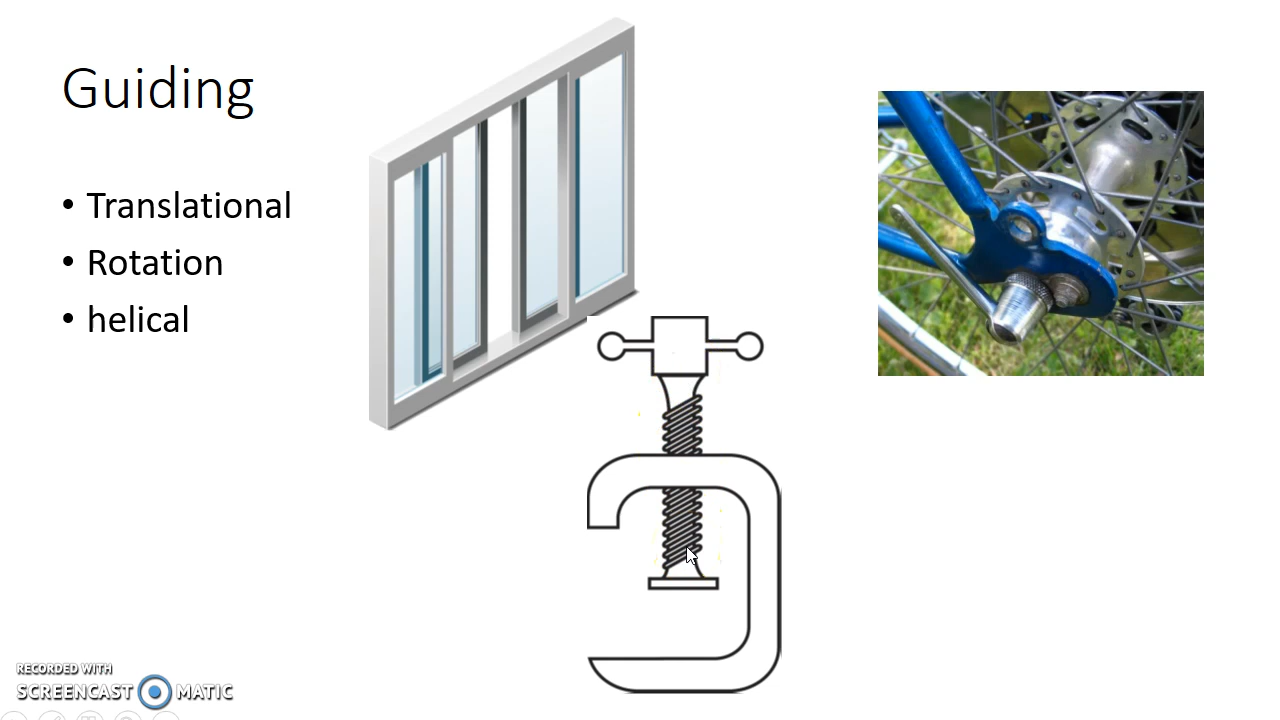 Guiding
• Translational
• Rotation
• helical
RECORDED WITH
SCREENCAST MATIC